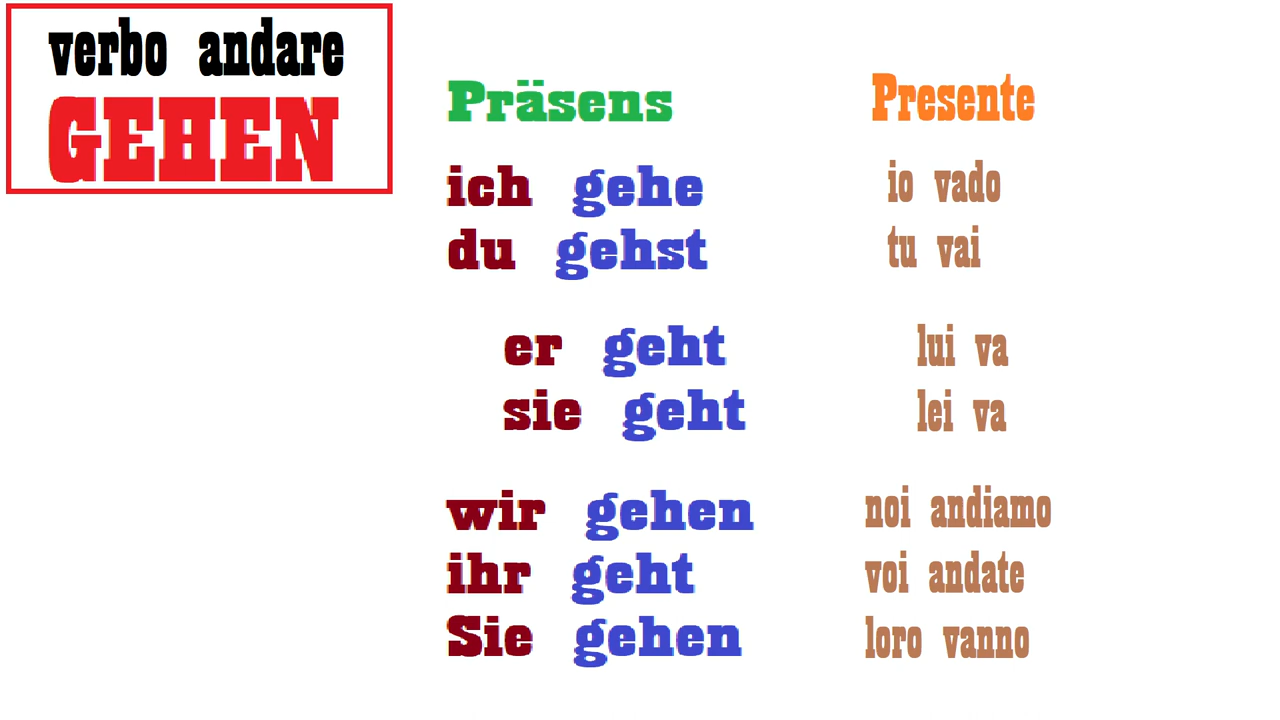 verbo andare
GEHEN
Präsens Presente
ich gehe io vado
du gehst tu vai
er geht lui va
sie geht lei va
wir gehen noi andiamo
ihr geht voi andate
Sie gehen loro vanno